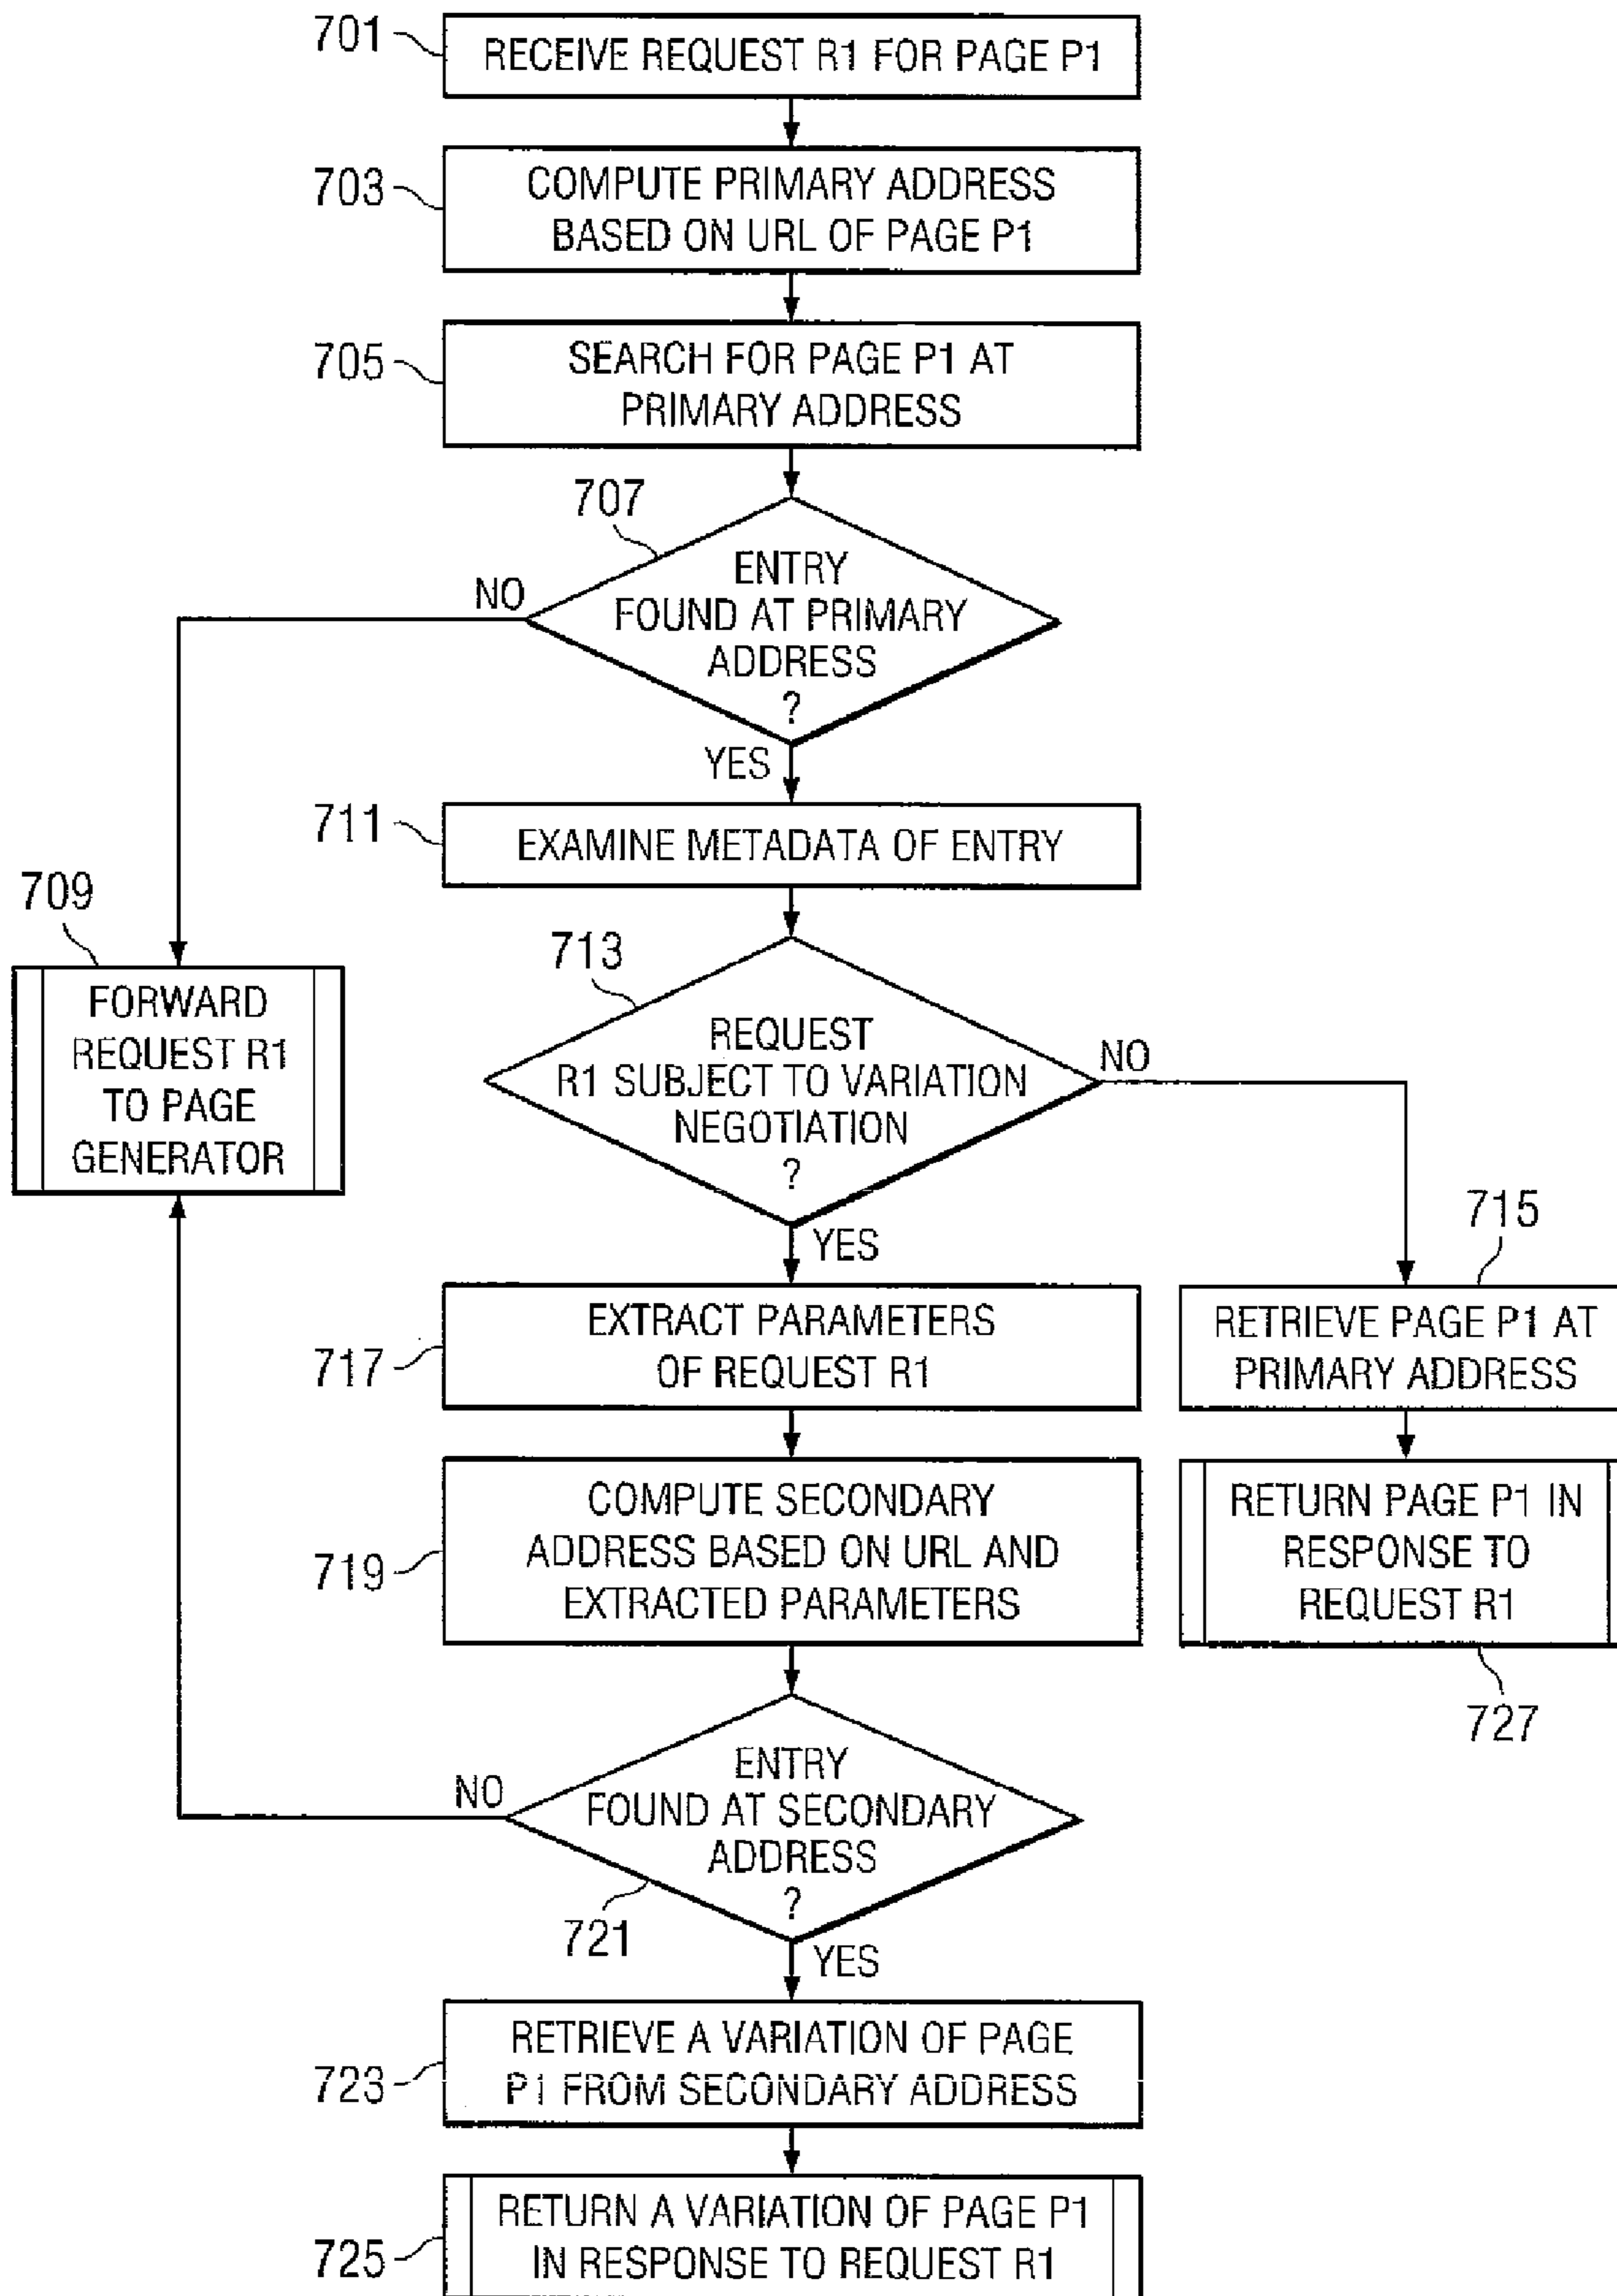 701
RECEIVE REQUEST R1 FOR PAGE P1
703
COMPUTE PRIMARY ADDRESS
BASED ON URL OF PAGE P1
705
SEARCH FOR PAGE P1 AT
PRIMARY ADDRESS
707
ENTRY
FOUND AT PRIMARY
ADDRESS
?
NO
YES
711
EXAMINE METADATA OF ENTRY
709
FORWARD
REQUEST R1
TO PAGE
GENERATOR
713
REQUEST
R1 SUBJECT TO VARIATION
NEGOTIATION
?
NO
YES
715
RETRIEVE PAGE P1 AT
PRIMARY ADDRESS
717
EXTRACT PARAMETERS
OF REQUEST R1
719
COMPUTE SECONDARY
ADDRESS BASED ON URL AND
EXTRACTED PARAMETERS
RETURN PAGE P1 IN
RESPONSE TO
REQUEST R1
727
ENTRY
FOUND AT SECONDARY
ADDRESS
?
NO
721
YES
723
RETRIEVE A VARIATION OF PAGE
P1 FROM SECONDARY ADDRESS
725
RETURN A VARIATION OF PAGE P1
IN RESPONSE TO REQUEST R1